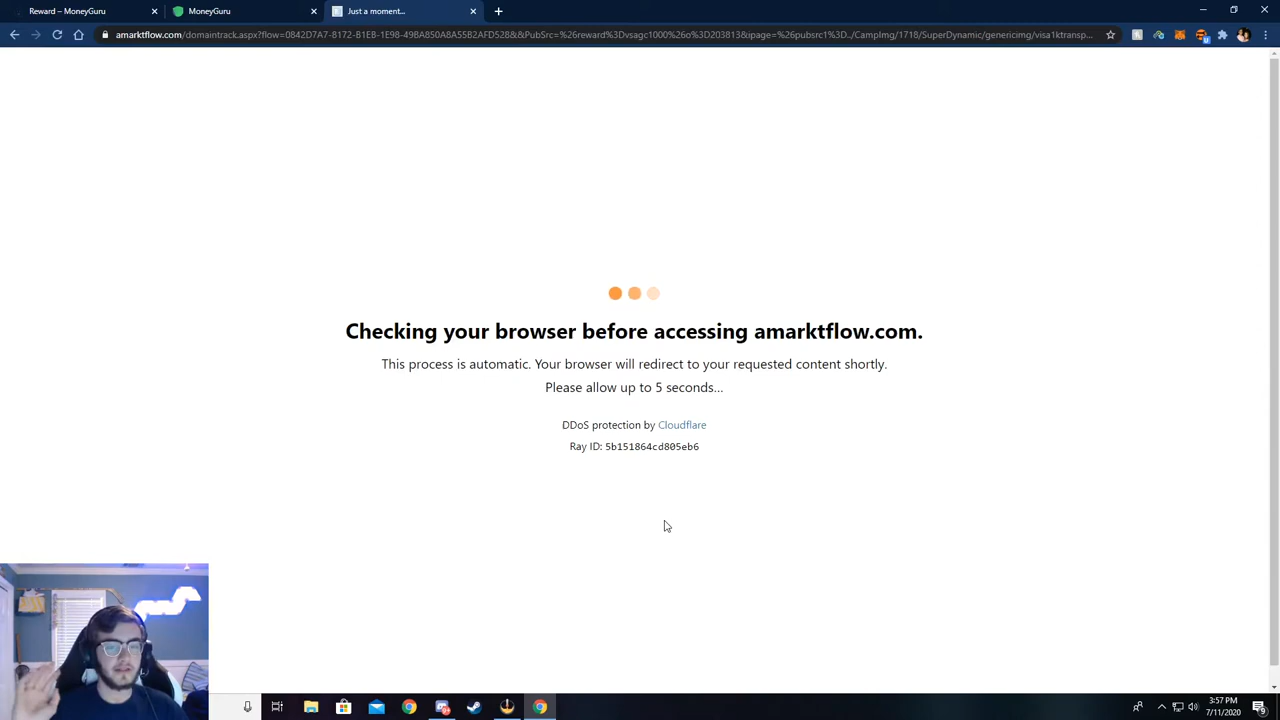 Reward – MoneyGuru
MoneyGuru
Just a moment...
amarktflow.com/domaintrack.aspx?flow=0842D7A7-8172-B1EB-1E98-498A850A8A55B2AFD528&&PubSrc=%26reward%3Dvsagc1000%26o%3D203813&ipage=%26pubsrc1%3D../CampImg/1718/SuperDynamic/genericimg/visa1ktransp...
Checking your browser before accessing amarktflow.com.
This process is automatic. Your browser will redirect to your requested content shortly.
Please allow up to 5 seconds...
DDoS protection by Cloudflare
Ray ID: 5b151864cd805eb6
3:57 PM
7/11/2020